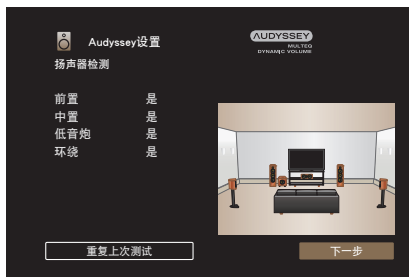 Audyssey设置
AUDYSSEY
MULTEQ
DYNAMIC VOLUME
扬声器检测
前置 是
中置 是
低音炮 是
环绕 是
重复上次测试
下一步